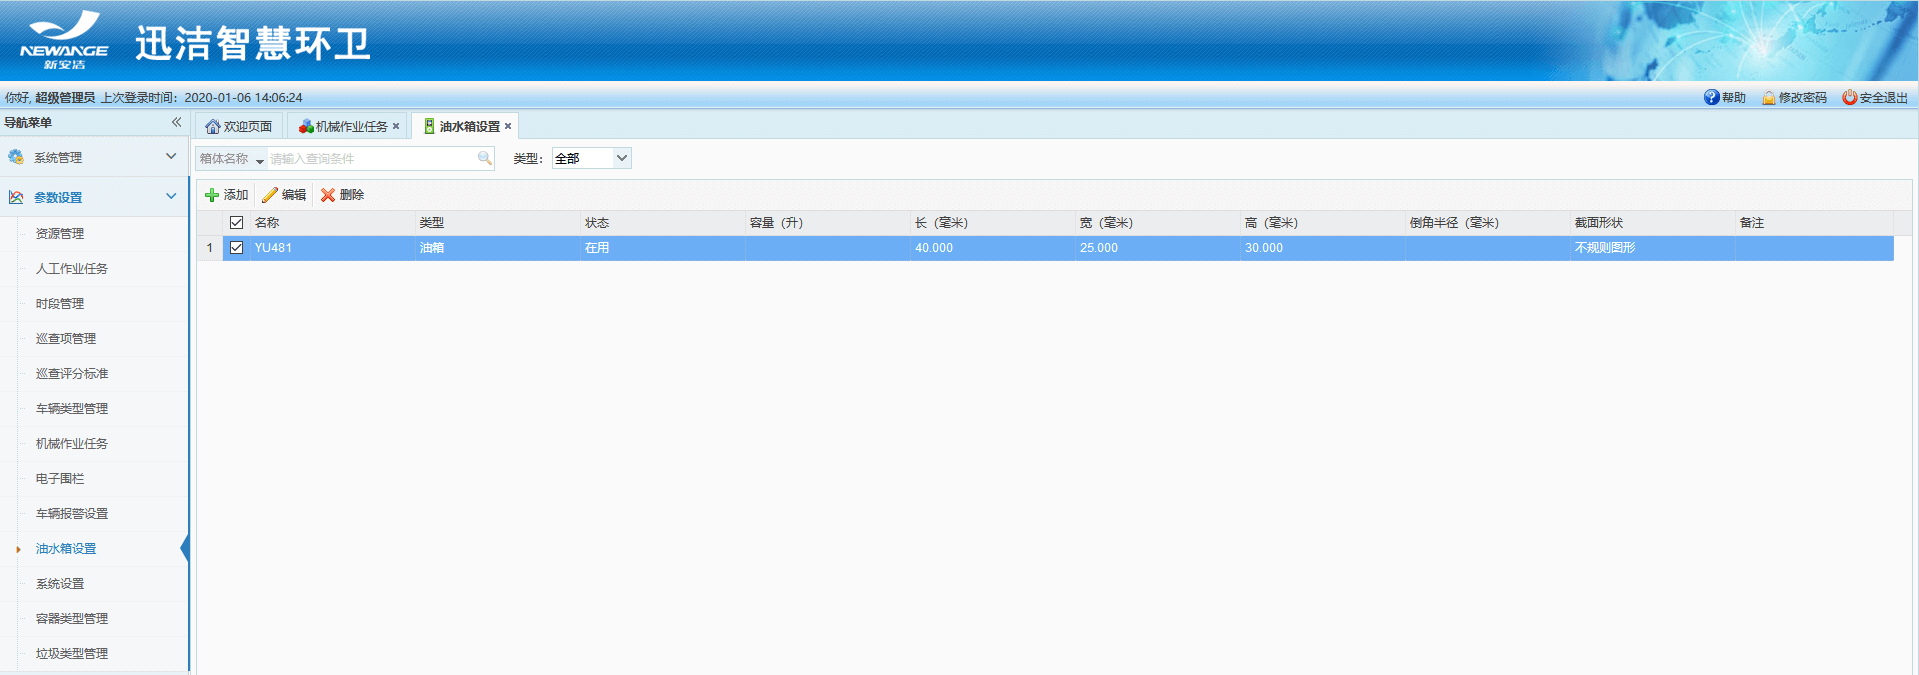 NEWANGE
新安洁
迅洁智慧环卫
你好, 超级管理员 上次登录时间：2020-01-06 14:06:24
帮助 修改密码 安全退出
导航菜单
欢迎页面 机械作业任务 油水箱设置
系统管理
参数设置
资源管理
人工作业任务
时段管理
巡查项管理
巡查评分标准
车辆类型管理
机械作业任务
电子围栏
车辆报警设置
油水箱设置
系统设置
容器类型管理
垃圾类型管理
箱体名称 请输入查询条件 类型： 全部
添加 编辑 删除
名称 类型 状态 容量（升） 长（毫米） 宽（毫米） 高（毫米） 倒角半径（毫米） 截面形状 备注
1 YU481 油箱 在用 40.000 25.000 30.000 不规则图形